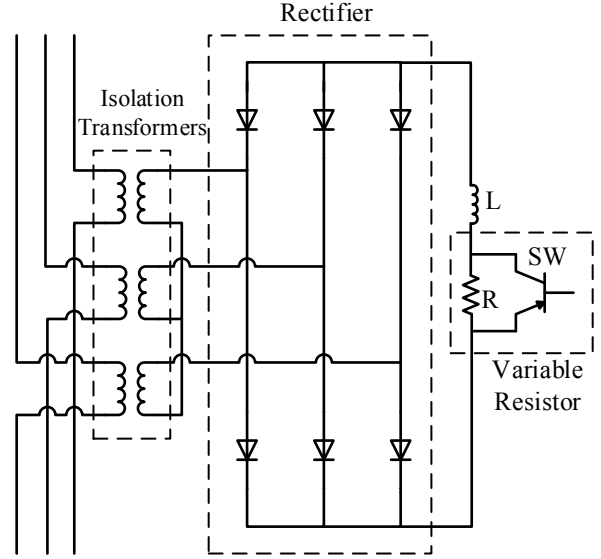 Rectifier
Isolation
Transformers
L
SW
R
Variable
Resistor